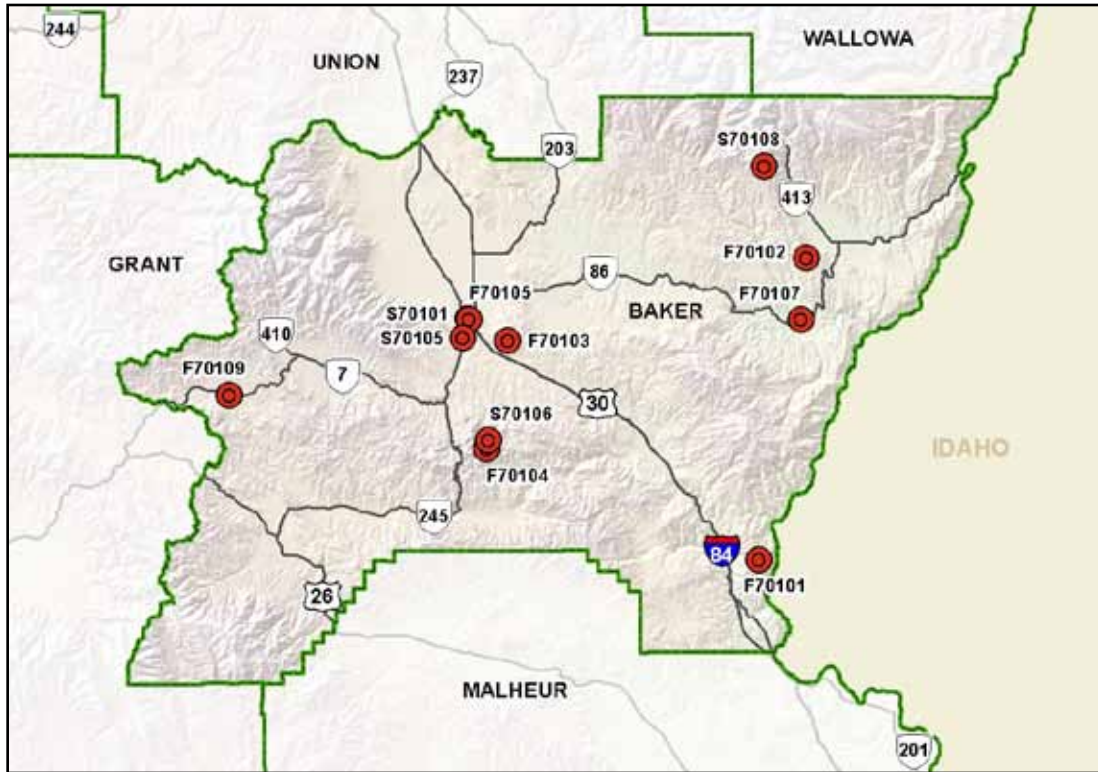 244
WALLOWA
UNION
237
203
S70108
413
GRANT
F70102
86
F70105
F70107
S70101
BAKER
S70105
410
F70103
F70109
7
30
S70106
IDAHO
F70104
245
84
F70101
26
MALHEUR
201